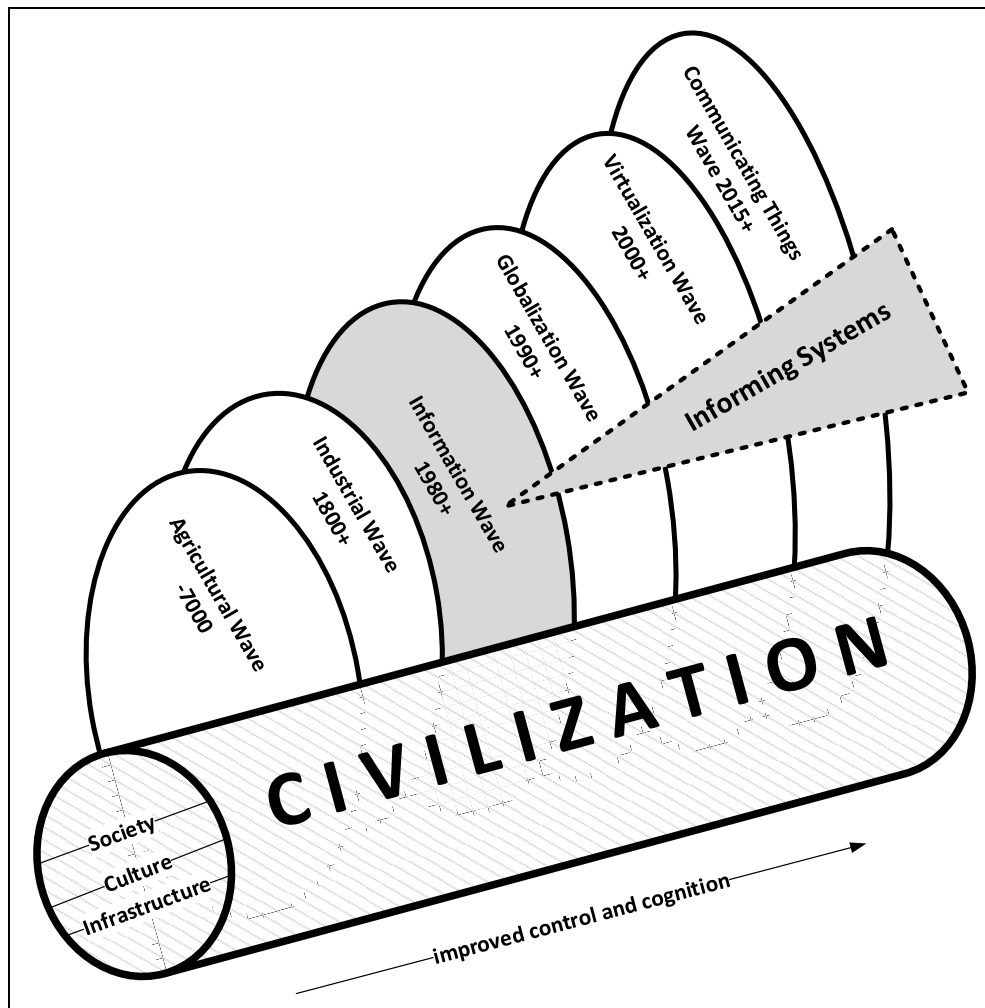 Communicating Things
Wave 2015+
Virtualization Wave
2000+
Globalization Wave
1990+
Information Wave
1980+
Industrial Wave
1800+
Agricultural Wave
-7000
Informing Systems
CIVILIZATION
Society
Culture
Infrastructure
improved control and cognition